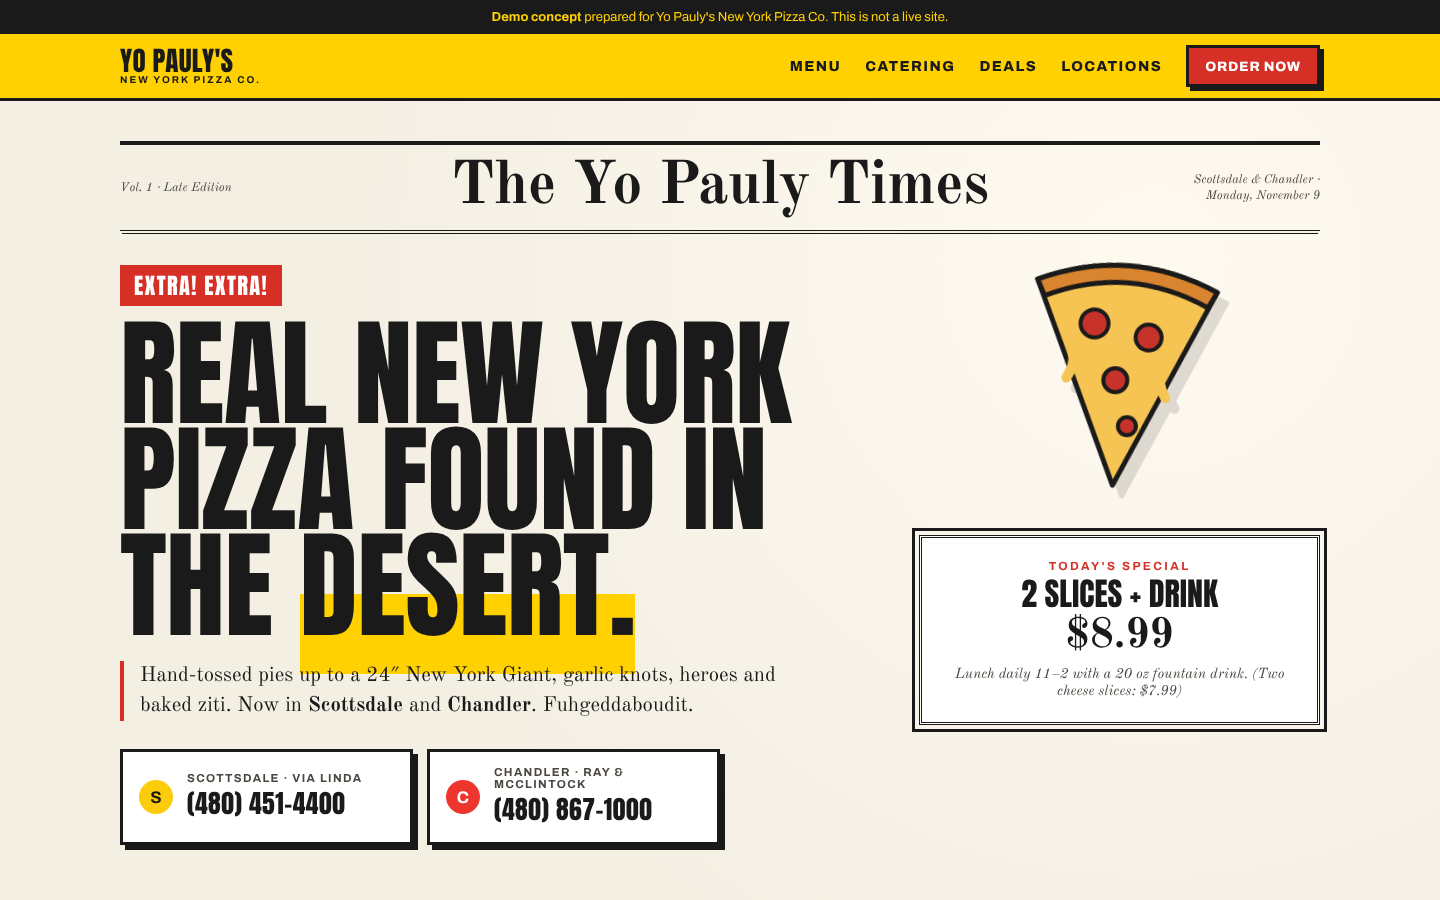 Demo concept prepared for Yo Pauly's New York Pizza Co. This is not a live site.
YO PAULY'S
NEW YORK PIZZA CO.
MENU
CATERING
DEALS
LOCATIONS
ORDER NOW
Vol. 1 · Late Edition
The Yo Pauly Times
Scottsdale & Chandler ·
Monday, November 9
EXTRA! EXTRA!
REAL NEW YORK
PIZZA FOUND IN
THE DESERT.
Hand-tossed pies up to a 24″ New York Giant, garlic knots, heroes and
baked ziti. Now in Scottsdale and Chandler. Fuhgeddaboudit.
S
SCOTTSDALE · VIA LINDA
(480) 451-4400
C
CHANDLER · RAY &
MCCLINTOCK
(480) 867-1000
TODAY'S SPECIAL
2 SLICES + DRINK
$8.99
Lunch daily 11–2 with a 20 oz fountain drink. (Two
cheese slices: $7.99)